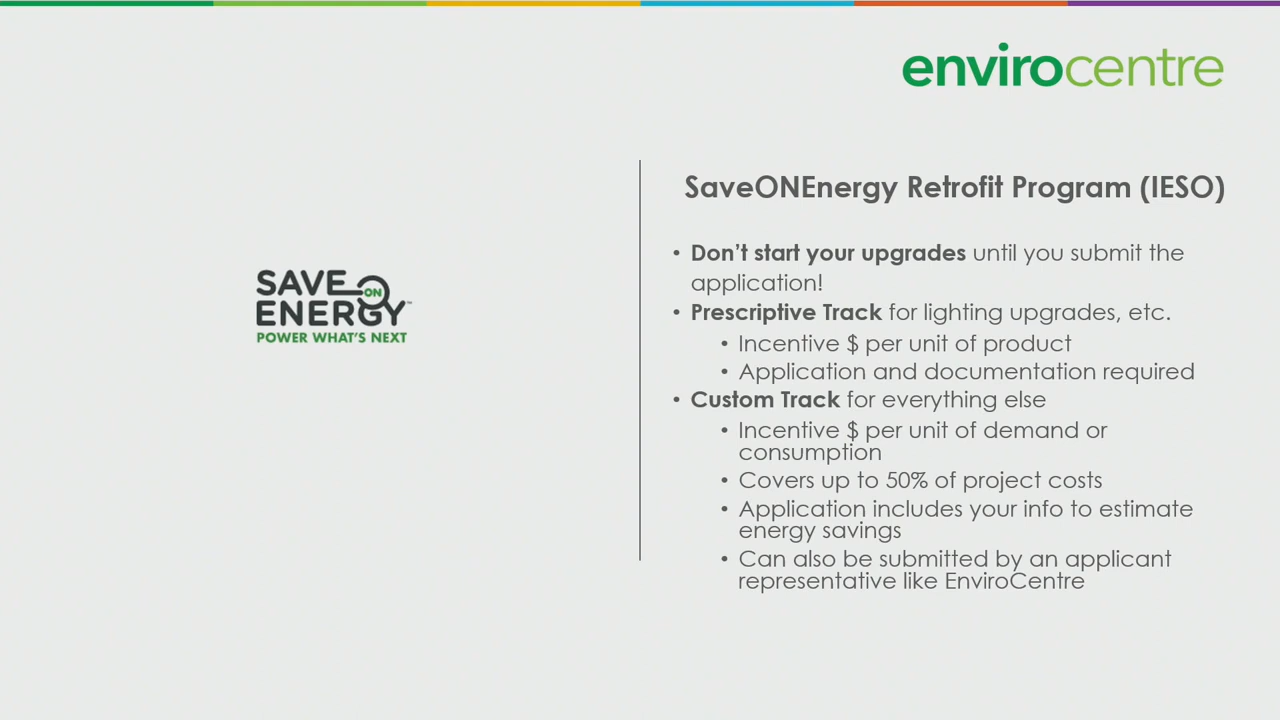 envirocentre
SaveONEnergy Retrofit Program (IESO)
SAVE ON
ENERGY™
POWER WHAT'S NEXT
• Don’t start your upgrades until you submit the
application!
• Prescriptive Track for lighting upgrades, etc.
• Incentive $ per unit of product
• Application and documentation required
• Custom Track for everything else
• Incentive $ per unit of demand or
consumption
• Covers up to 50% of project costs
• Application includes your info to estimate
energy savings
• Can also be submitted by an applicant
representative like EnviroCentre